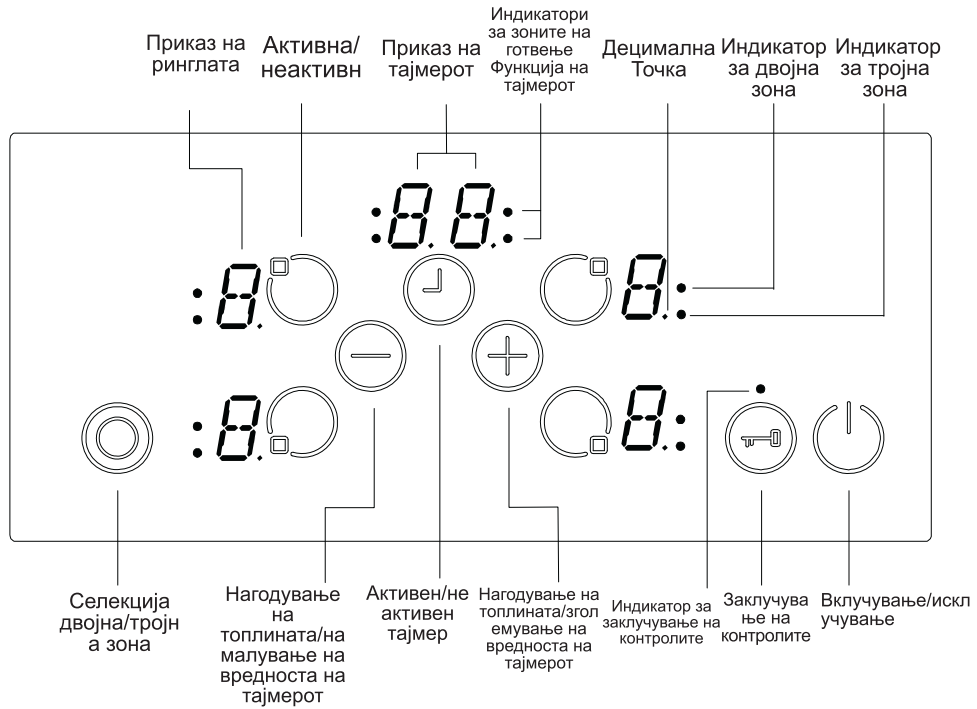 Приказ на
ринглата
Активна/
неактивн
Приказ на
тајмерот
Индикатори
за зоните на
готвење
Функција на
тајмерот
Децимална
Точка
Индикатор
за двојна
зона
Индикатор
за тројна
зона
Селекција
двојна/тројн
а зона
Нагодување
на
топлината/на
малување на
вредноста на
тајмерот
Активен/не
активен
тајмер
Нагодување на
топлината/згол
емување на
вредноста на
тајмерот
Индикатор за
заклучување на
контролите
Заклучува
ње на
контролите
Вклучување/искл
учување